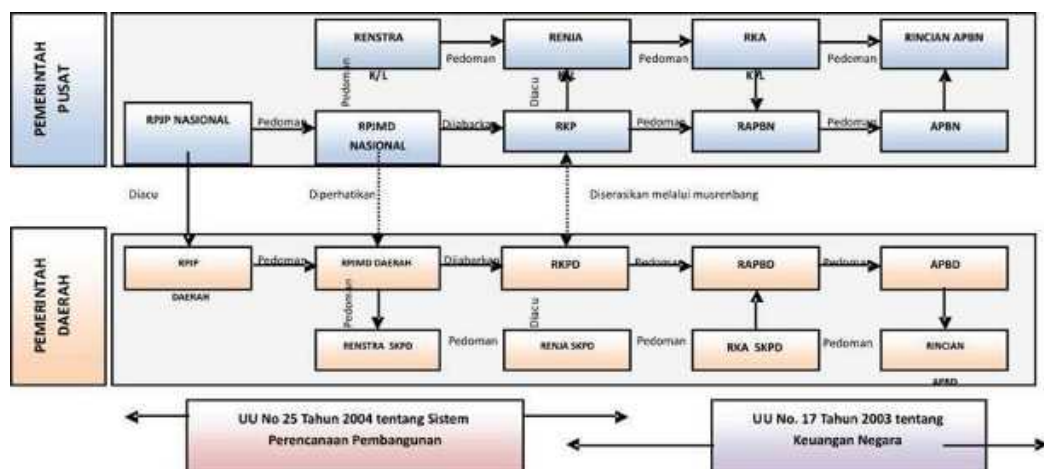 PEMERINTAH
PUSAT
RENSTRA
K/L
Pedoman
RENJA
K/L
Pedoman
RKA
K/L
Pedoman
RINCIAN APBN
Pedoman
Diacu
RPJP NASIONAL
Pedoman
RPJMD
NASIONAL
Dijabarkan
RKP
Pedoman
RAPBN
Pedoman
APBN
Diacu
Diperhatikan
Diserasikan melalui musrenbang
PEMERINTAH
DAERAH
RPJP
DAERAH
Pedoman
RPJMD DAERAH
Dijabarkan
RKPD
Pedoman
RAPBD
Pedoman
APBD
Pedoman
Diacu
RENSTRA SKPD
Pedoman
RENJA SKPD
Pedoman
RKA SKPD
Pedoman
RINCIAN
APBD
UU No 25 Tahun 2004 tentang Sistem
Perencanaan Pembangunan
UU No. 17 Tahun 2003 tentang
Keuangan Negara